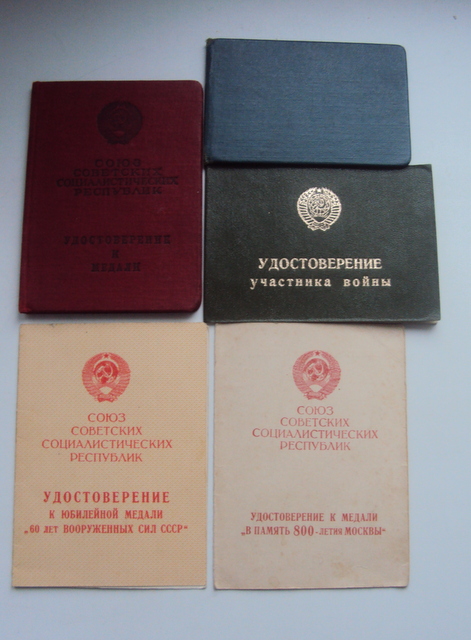 СОЮЗ
СОВЕТСКИХ
СОЦИАЛИСТИЧЕСКИХ
РЕСПУБЛИК
УДОСТОВЕРЕНИЕ
К
МЕДАЛИ
УДОСТОВЕРЕНИЕ
участника войны
СОЮЗ
СОВЕТСКИХ
СОЦИАЛИСТИЧЕСКИХ
РЕСПУБЛИК
УДОСТОВЕРЕНИЕ
К ЮБИЛЕЙНОЙ МЕДАЛИ
„60 ЛЕТ ВООРУЖЕННЫХ СИЛ СССР“
СОЮЗ
СОВЕТСКИХ
СОЦИАЛИСТИЧЕСКИХ
РЕСПУБЛИК
УДОСТОВЕРЕНИЕ К МЕДАЛИ
„В ПАМЯТЬ 800-ЛЕТИЯ МОСКВЫ“